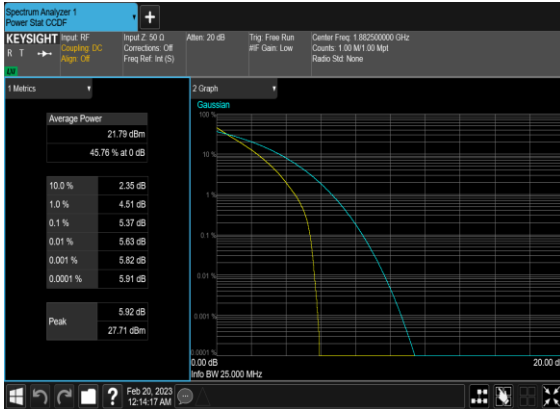 Spectrum Analyzer 1
Power Stat CCDF
KEYSIGHT
R T
Input: RF
Coupling: DC
Align: Off
Input Z: 50 Ω
Corrections: Off
Freq Ref: Int (S)
Atten: 20 dB
Trig: Free Run
#IF Gain: Low
Center Freq: 1.882500000 GHz
Counts: 1.00 M/1.00 Mpt
Radio Std: None
1 Metrics
Average Power
21.79 dBm
45.76 % at 0 dB
10.0 % 2.35 dB
1.0 % 4.51 dB
0.1 % 5.37 dB
0.01 % 5.63 dB
0.001 % 5.82 dB
0.0001 % 5.91 dB
Peak
5.92 dB
27.71 dBm
2 Graph
Gaussian
100 %
10 %
1 %
0.1 %
0.01 %
0.001 %
0.0001 %
0.00 dB
20.00 d
Info BW 25.000 MHz
?
Feb 20, 2023
12:14:17 AM